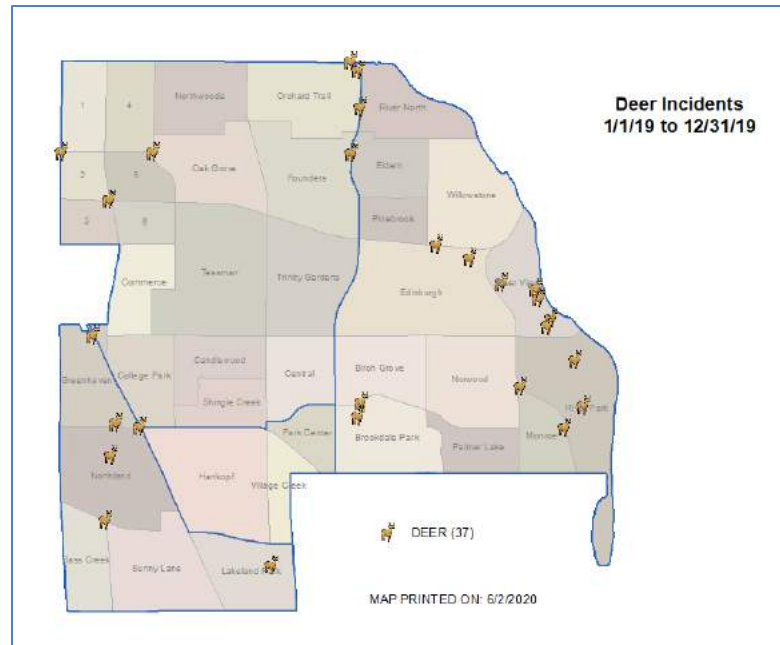 Deer Incidents
1/1/19 to 12/31/19
Northwoods
Orchard Trail
River North
1
4
2
5
3
6
Oak Grove
Founders
Eidem
Willowstone
Pinebrook
Commerce
Tessman
Trinity Gardens
Edinburgh
Greenhaven
College Park
Candlewood
Shingle Creek
Central
Birch Grove
Norwood
Park Center
Brookdale Park
Palmer Lake
Monroe
Northland
Hartkopf
Village Creek
Sunny Lane
Lakeland
DEER (37)
MAP PRINTED ON: 6/2/2020